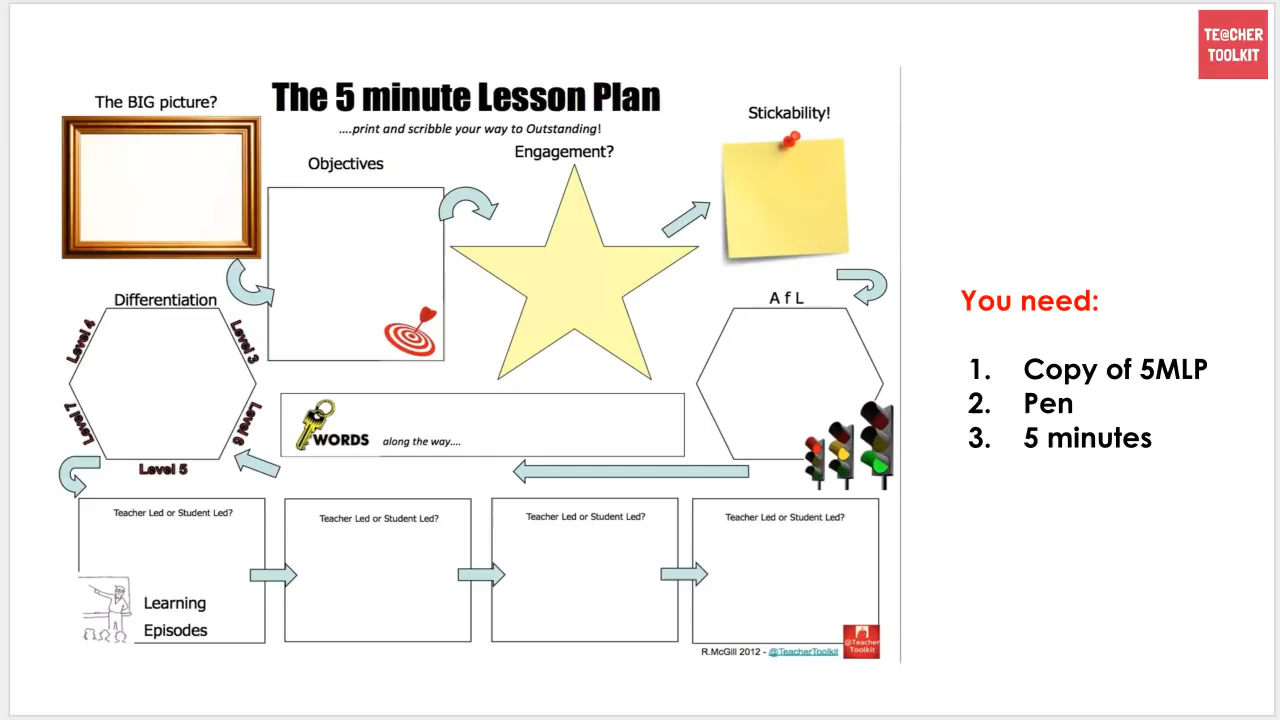 TE@CHER
TOOLKIT
The 5 minute Lesson Plan
....print and scribble your way to Outstanding!
The BIG picture?
Objectives
Engagement?
Stickability!
A f L
WORDS along the way....
Differentiation
Level 4
Level 3
Level 7
Level 6
Level 5
Teacher Led or Student Led?
Learning
Episodes
Teacher Led or Student Led?
Teacher Led or Student Led?
Teacher Led or Student Led?
R.McGill 2012 - @TeacherToolkit
@Teacher
Toolkit
You need:
1. Copy of 5MLP
2. Pen
3. 5 minutes